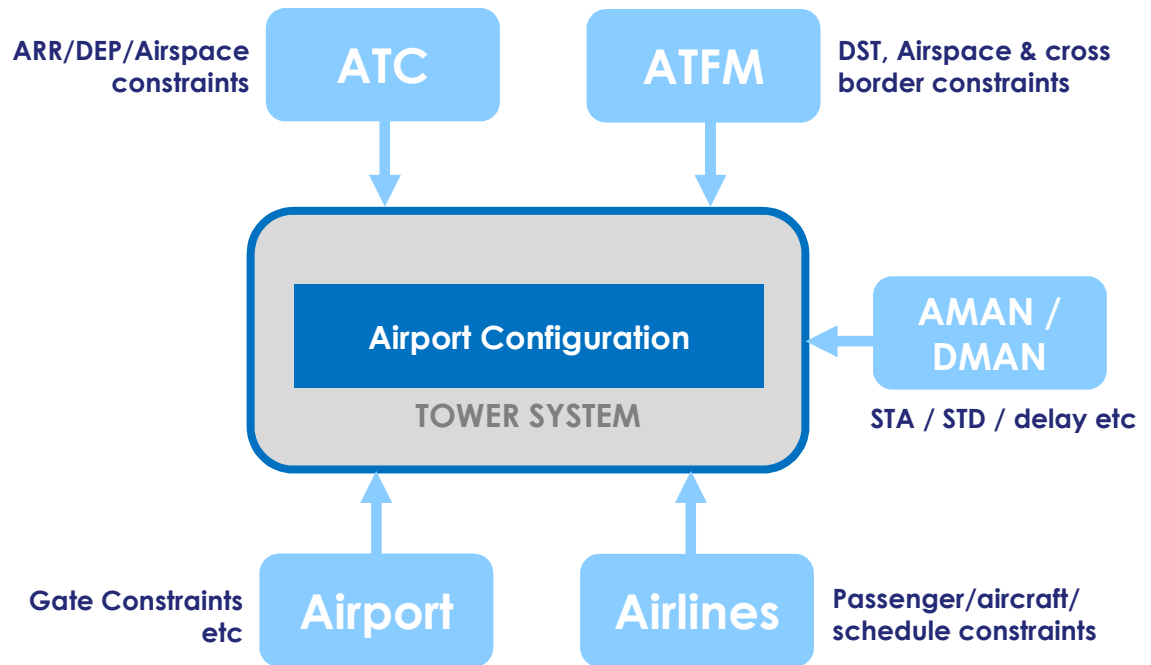 ARR/DEP/Airspace
constraints
ATC
ATFM
DST, Airspace & cross
border constraints
Airport Configuration
TOWER SYSTEM
AMAN /
DMAN
STA / STD / delay etc
Gate Constraints
etc
Airport
Airlines
Passenger/aircraft/
schedule constraints